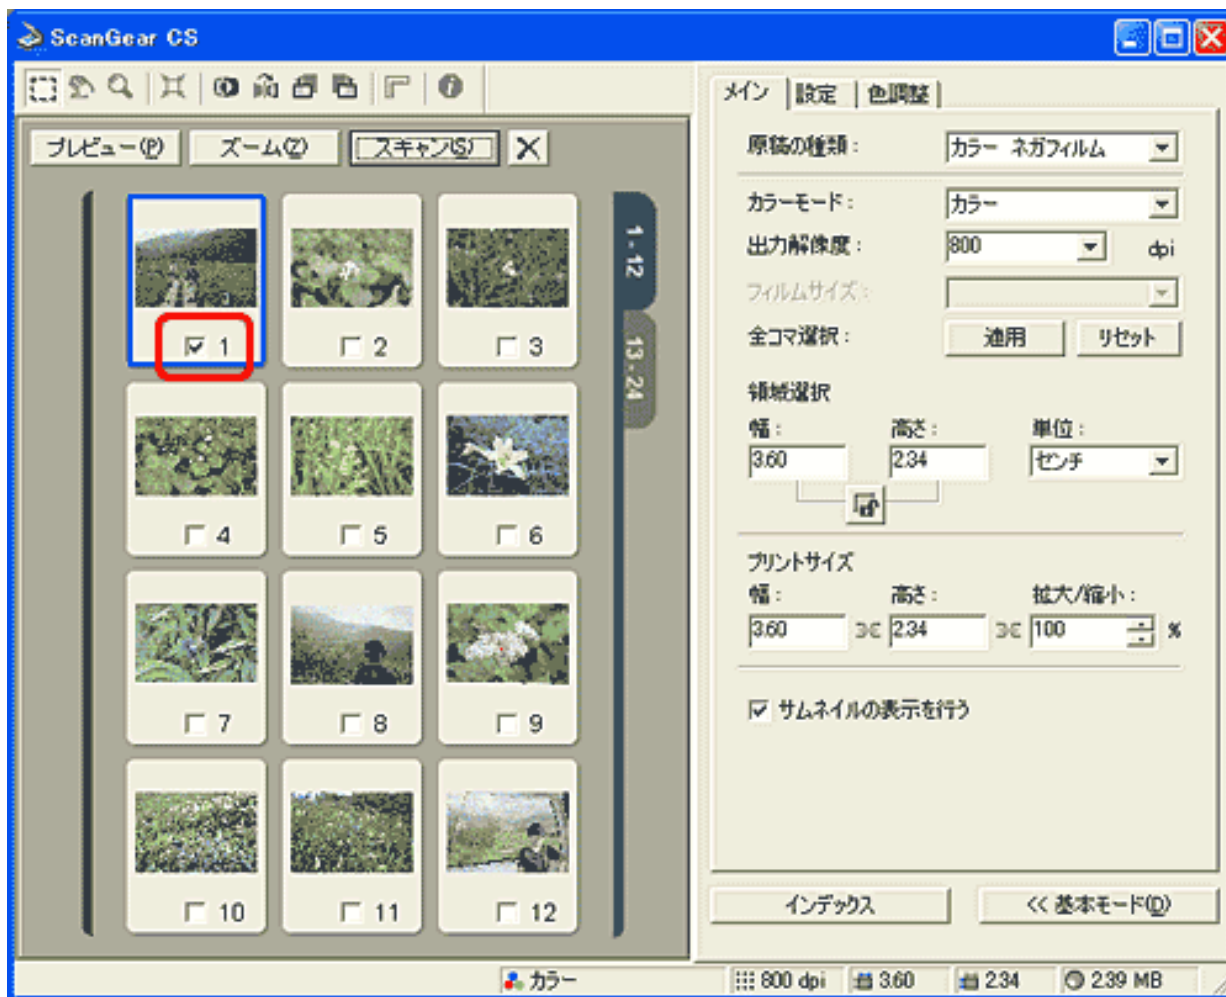 ScanGear CS
プレビュー(P) ズーム(Z) スキャン(S)
1 2 3
4 5 6
7 8 9
10 11 12
1 - 12
13 - 24
メイン 設定 色調整
原稿の種類: カラー ネガフィルム
カラーモード: カラー
出力解像度: 800 dpi
フィルムサイズ:
全コマ選択: 適用 リセット
領域選択
幅: 高さ: 単位:
3.60 2.34 センチ
プリントサイズ
幅: 高さ: 拡大/縮小:
3.60 2.34 100 %
サムネイルの表示を行う
インデックス << 基本モード(D)
カラー 800 dpi 3.60 2.34 2.39 MB